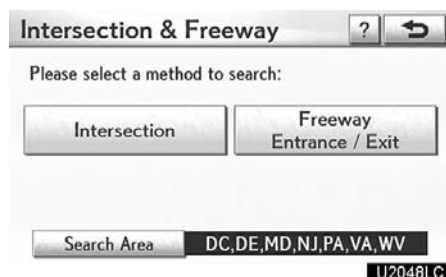 Intersection & Freeway ?
Please select a method to search:
Intersection
Freeway
Entrance / Exit
Search Area DC,DE,MD,NJ,PA,VA,WV
U2048LC